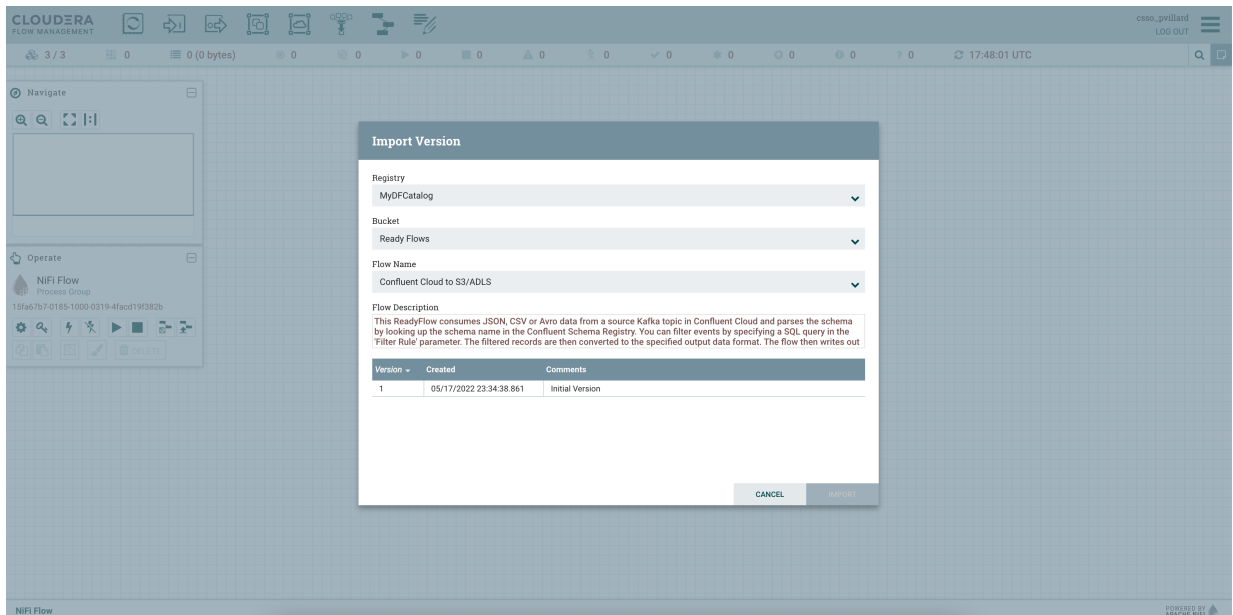 CLOUDERA
FLOW MANAGEMENT
csso_pvillard
LOG OUT
3 / 3 0 0 (0 bytes) 0 0 0 0 0 0 0 0 0 0 ? 0 17:48:01 UTC
Navigate
Operate
NiFi Flow
Process Group
15fa67b7-0185-1000-0319-4facd19f382b
DELETE
Import Version
Registry
MyDFCatalog
Bucket
Ready Flows
Flow Name
Confluent Cloud to S3/ADLS
Flow Description
This ReadyFlow consumes JSON, CSV or Avro data from a source Kafka topic in Confluent Cloud and parses the schema
by looking up the schema name in the Confluent Schema Registry. You can filter events by specifying a SQL query in the
'Filter Rule' parameter. The filtered records are then converted to the specified output data format. The flow then writes out
Version Created Comments
1 05/17/2022 23:34:38.861 Initial Version
CANCEL IMPORT
NiFi Flow
POWERED BY
APACHE NIFI